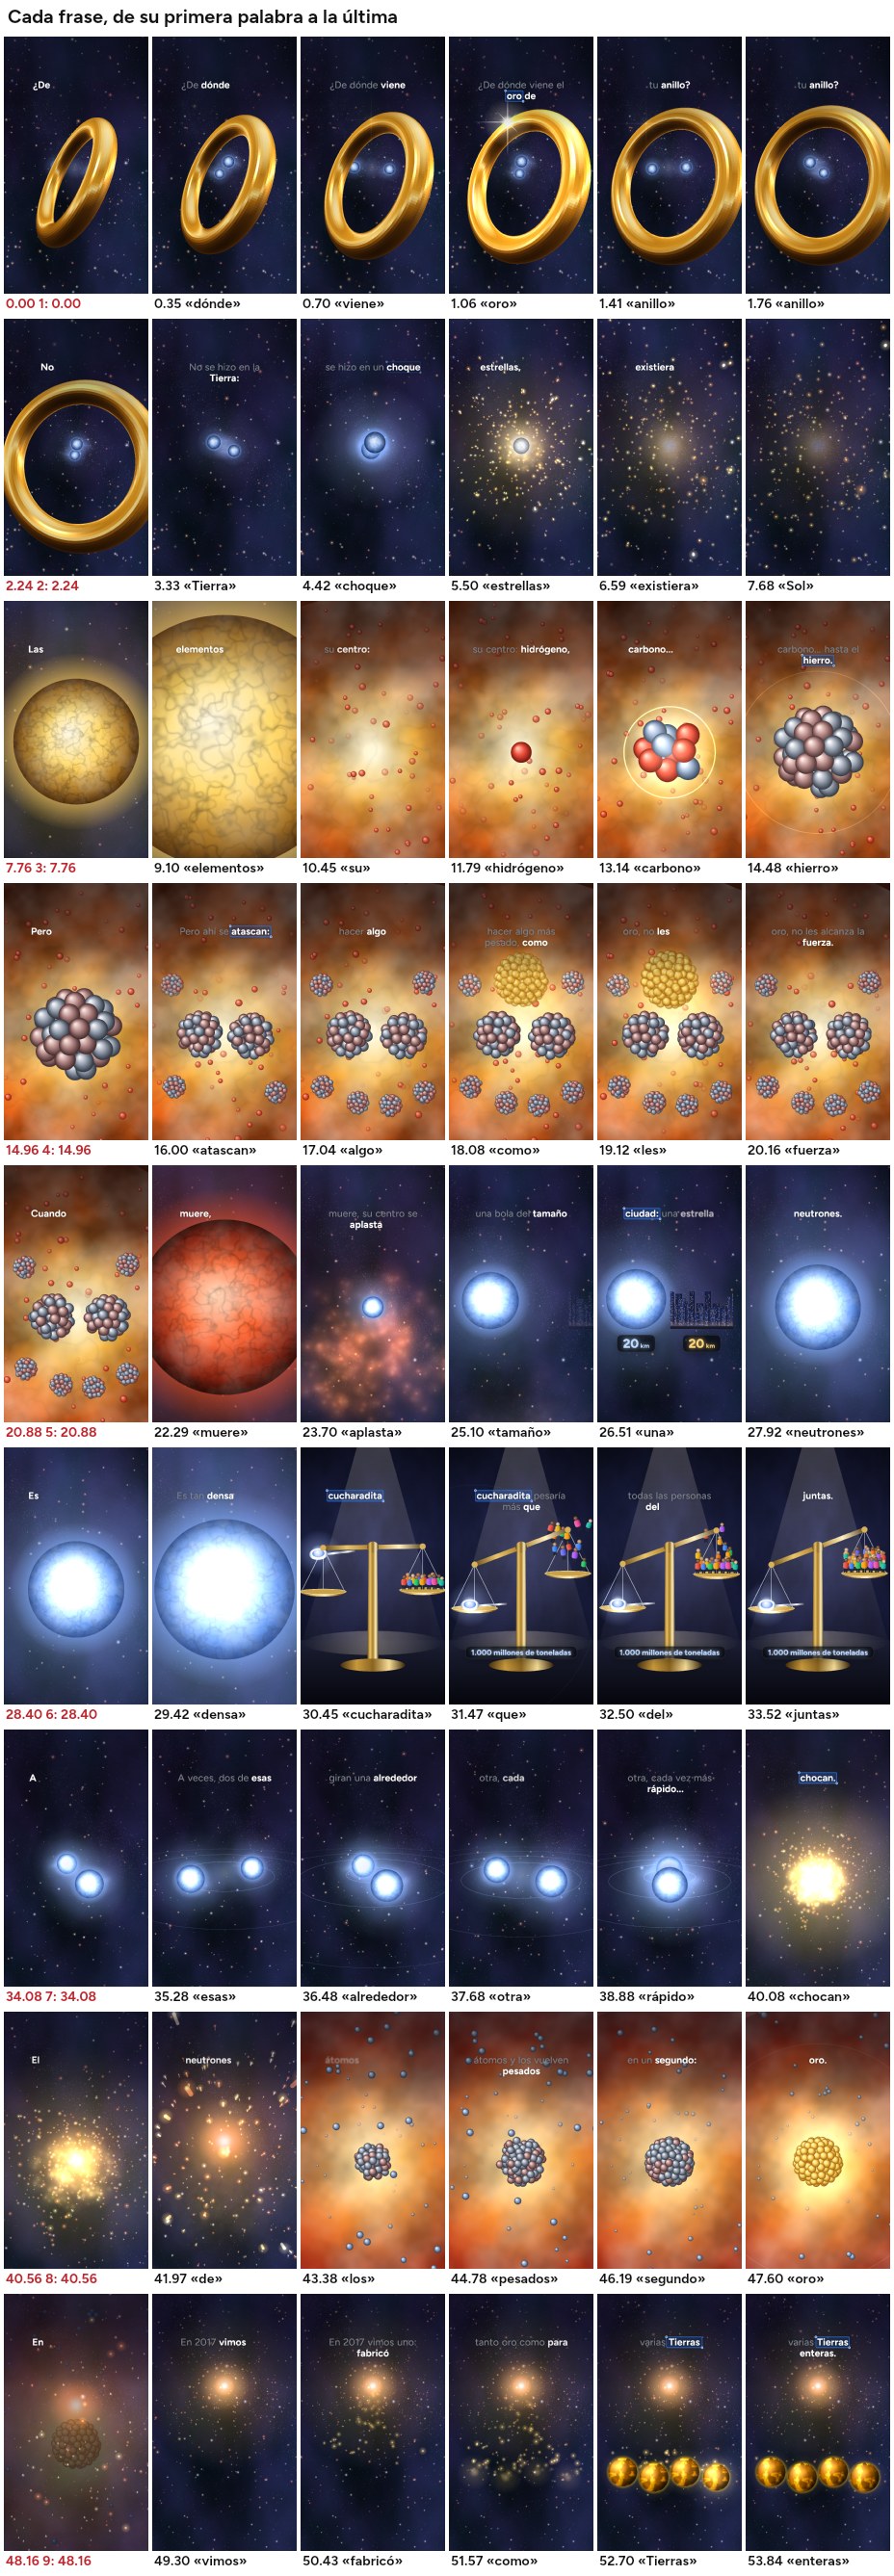 Cada frase, de su primera palabra a la última
¿De
¿De dónde
¿De dónde viene
¿De dónde viene el
oro de
tu anillo?
tu anillo?
0.00 1: 0.00
0.35 «dónde»
0.70 «viene»
1.06 «oro»
1.41 «anillo»
1.76 «anillo»
No
No se hizo en la
Tierra:
se hizo en un choque
estrellas,
existiera
2.24 2: 2.24
3.33 «Tierra»
4.42 «choque»
5.50 «estrellas»
6.59 «existiera»
7.68 «Sol»
Las
elementos
su centro:
su centro: hidrógeno,
carbono...
carbono... hasta el
hierro.
7.76 3: 7.76
9.10 «elementos»
10.45 «su»
11.79 «hidrógeno»
13.14 «carbono»
14.48 «hierro»
Pero
Pero ahí se atascan:
hacer algo
hacer algo más
pesado, como
oro, no les
oro, no les alcanza la
fuerza.
14.96 4: 14.96
16.00 «atascan»
17.04 «algo»
18.08 «como»
19.12 «les»
20.16 «fuerza»
Cuando
muere,
muere, su centro se
aplasta
una bola del tamaño
ciudad: una estrella
20 km
20 km
neutrones.
20.88 5: 20.88
22.29 «muere»
23.70 «aplasta»
25.10 «tamaño»
26.51 «una»
27.92 «neutrones»
Es
Es tan densa
cucharadita
cucharadita pesaría
más que
1.000 millones de toneladas
todas las personas
del
1.000 millones de toneladas
juntas.
1.000 millones de toneladas
28.40 6: 28.40
29.42 «densa»
30.45 «cucharadita»
31.47 «que»
32.50 «del»
33.52 «juntas»
A
A veces, dos de esas
giran una alrededor
otra, cada
otra, cada vez más
rápido...
chocan.
34.08 7: 34.08
35.28 «esas»
36.48 «alrededor»
37.68 «otra»
38.88 «rápido»
40.08 «chocan»
El
neutrones
átomos
átomos y los vuelven
pesados
en un segundo:
oro.
40.56 8: 40.56
41.97 «de»
43.38 «los»
44.78 «pesados»
46.19 «segundo»
47.60 «oro»
En
En 2017 vimos
En 2017 vimos uno:
fabricó
tanto oro como para
varias Tierras
varias Tierras
enteras.
48.16 9: 48.16
49.30 «vimos»
50.43 «fabricó»
51.57 «como»
52.70 «Tierras»
53.84 «enteras»